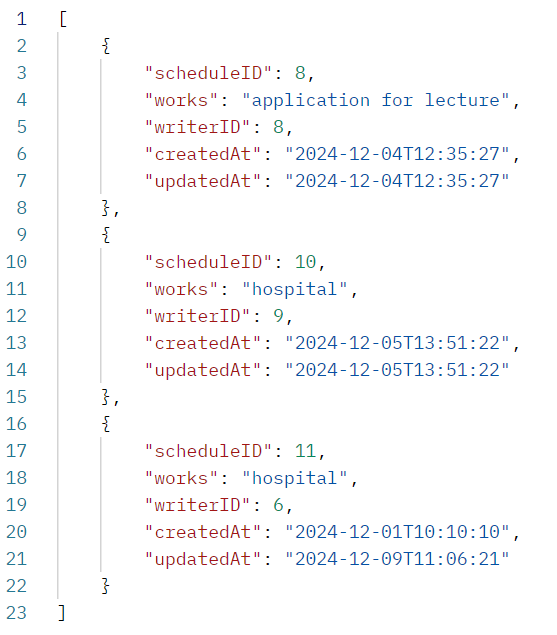 1 [
2     {
3         "scheduleID": 8,
4         "works": "application for lecture",
5         "writerID": 8,
6         "createdAt": "2024-12-04T12:35:27",
7         "updatedAt": "2024-12-04T12:35:27"
8     },
9     {
10         "scheduleID": 10,
11         "works": "hospital",
12         "writerID": 9,
13         "createdAt": "2024-12-05T13:51:22",
14         "updatedAt": "2024-12-05T13:51:22"
15     },
16     {
17         "scheduleID": 11,
18         "works": "hospital",
19         "writerID": 6,
20         "createdAt": "2024-12-01T10:10:10",
21         "updatedAt": "2024-12-09T11:06:21"
22     }
23 ]